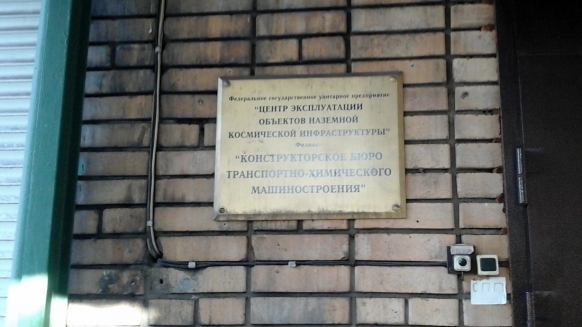 Федеральное государственное унитарное предприятие
"ЦЕНТР ЭКСПЛУАТАЦИИ
ОБЪЕКТОВ НАЗЕМНОЙ
КОСМИЧЕСКОЙ ИНФРАСТРУКТУРЫ"
Филиал
"КОНСТРУКТОРСКОЕ БЮРО
ТРАНСПОРТНО-ХИМИЧЕСКОГО
МАШИНОСТРОЕНИЯ"